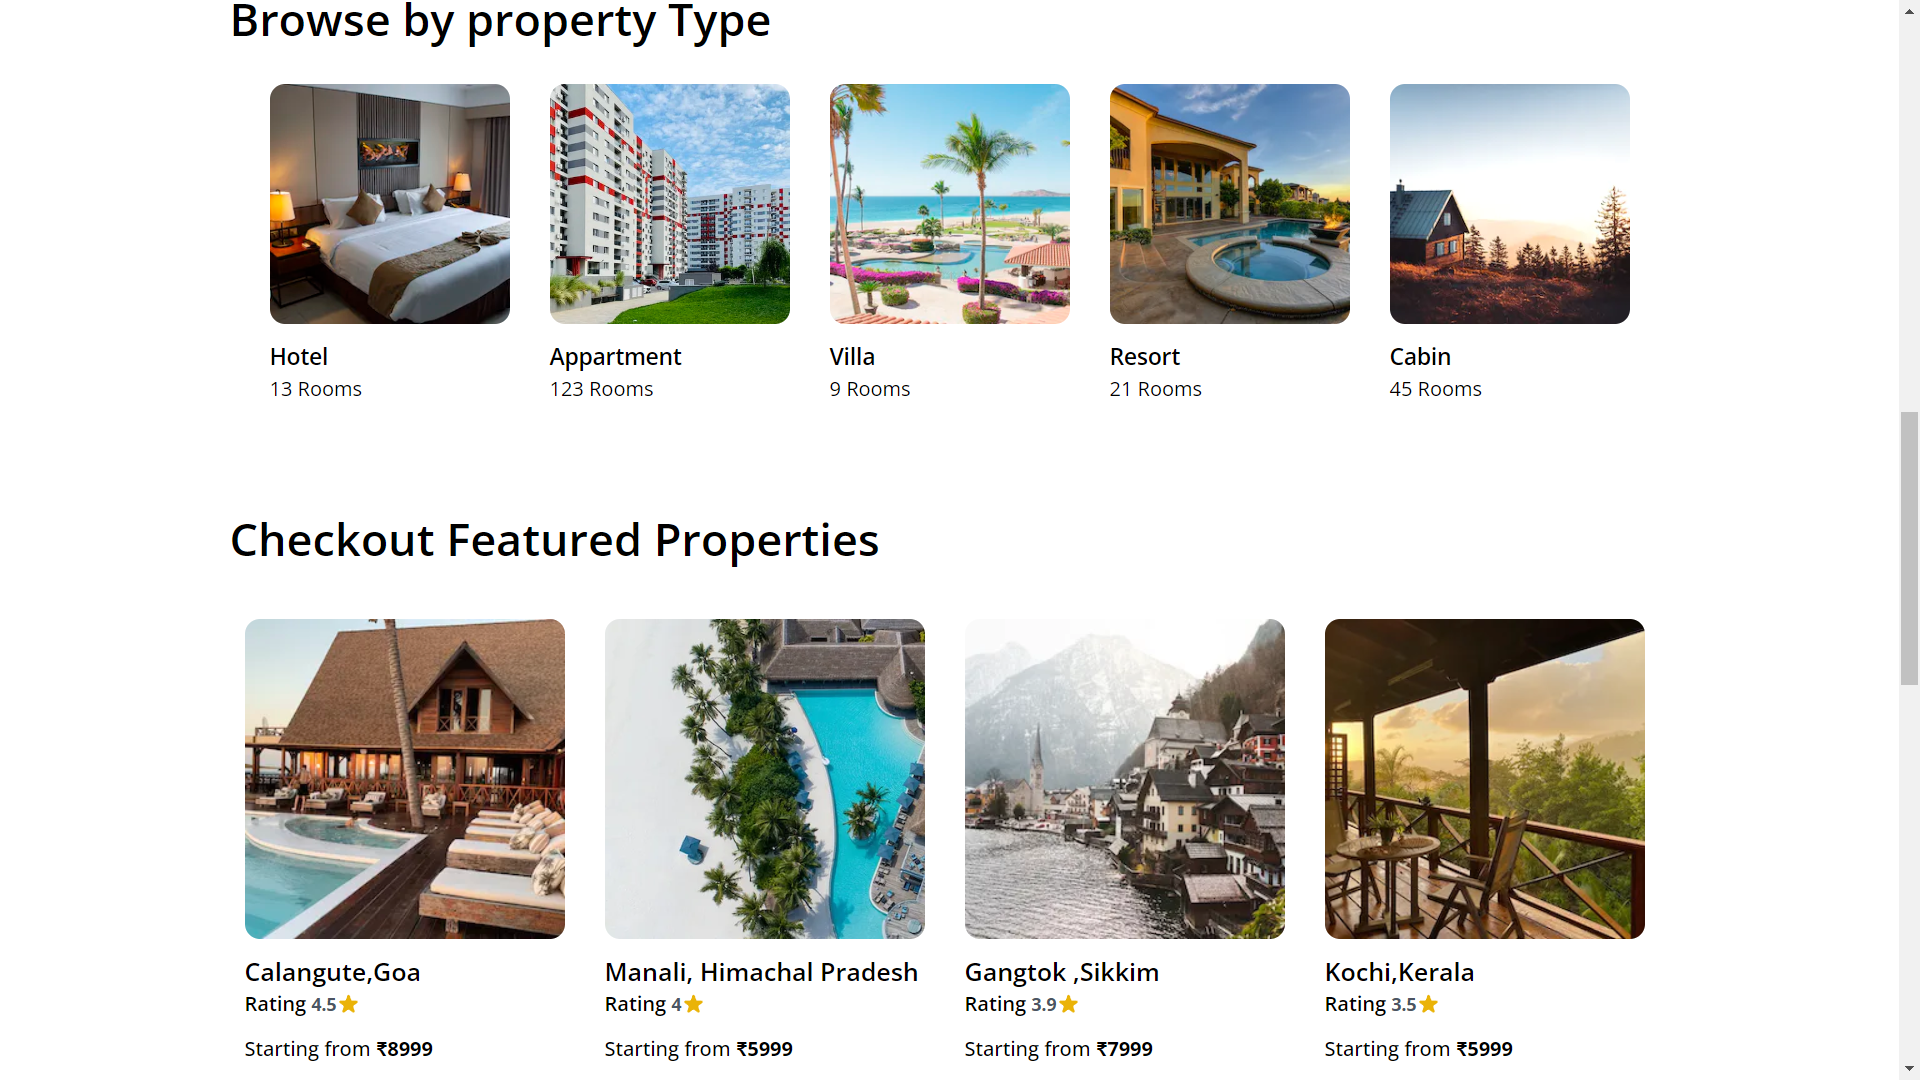 Browse by property Type
Hotel
13 Rooms
Appartment
123 Rooms
Villa
9 Rooms
Resort
21 Rooms
Cabin
45 Rooms
Checkout Featured Properties
Calangute,Goa
Rating 4.5
Starting from ₹8999
Manali, Himachal Pradesh
Rating 4
Starting from ₹5999
Gangtok ,Sikkim
Rating 3.9
Starting from ₹7999
Kochi,Kerala
Rating 3.5
Starting from ₹5999